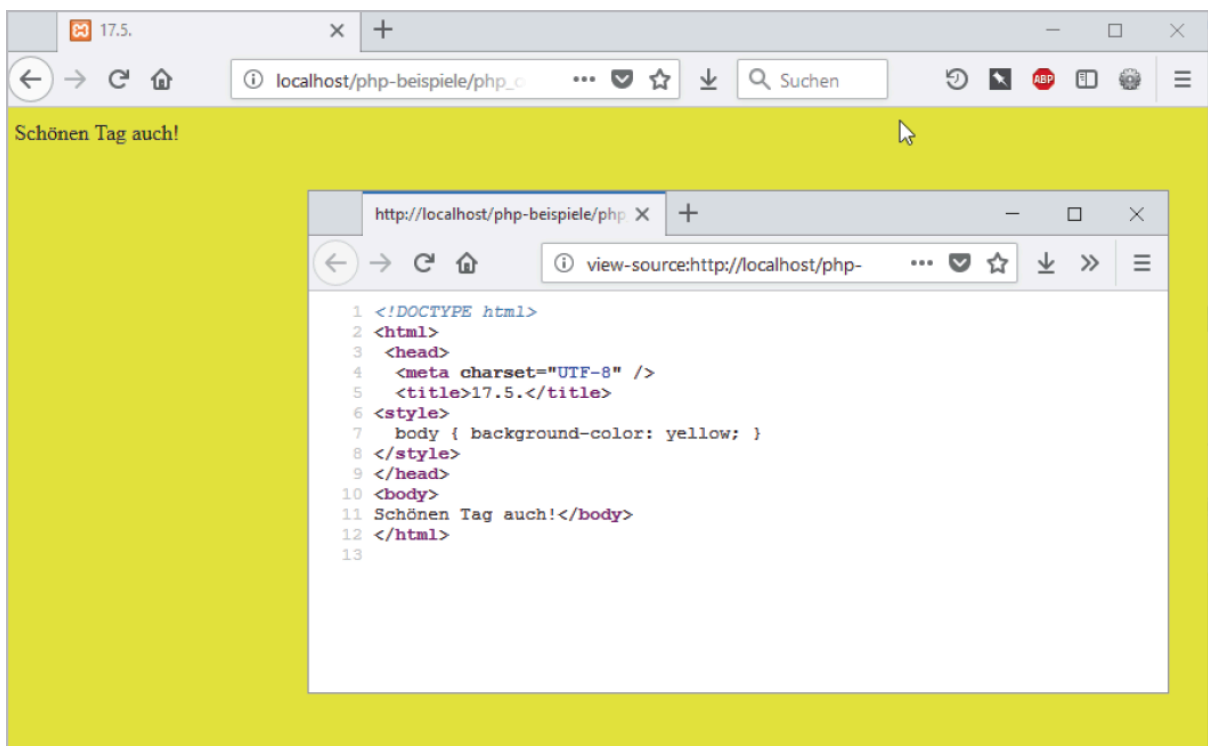 17.5.
localhost/php-beispiele/php_o
Suchen
ABP
Schönen Tag auch!
http://localhost/php-beispiele/php
view-source:http://localhost/php-
1 <!DOCTYPE html>
2 <html>
3 <head>
4 <meta charset="UTF-8" />
5 <title>17.5.</title>
6 <style>
7 body { background-color: yellow; }
8 </style>
9 </head>
10 <body>
11 Schönen Tag auch!</body>
12 </html>
13